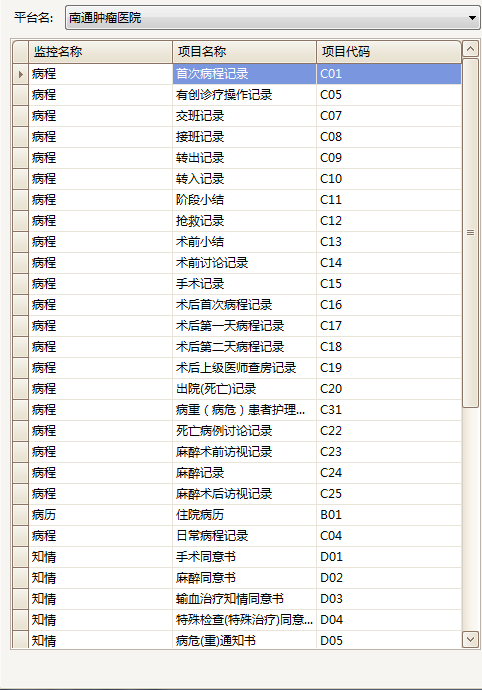 平台名: 南通肿瘤医院
监控名称 项目名称 项目代码
病程 首次病程记录 C01
病程 有创诊疗操作记录 C05
病程 交班记录 C07
病程 接班记录 C08
病程 转出记录 C09
病程 转入记录 C10
病程 阶段小结 C11
病程 抢救记录 C12
病程 术前小结 C13
病程 术前讨论记录 C14
病程 手术记录 C15
病程 术后首次病程记录 C16
病程 术后第一天病程记录 C17
病程 术后第二天病程记录 C18
病程 术后上级医师查房记录 C19
病程 出院(死亡)记录 C20
病程 病重（病危）患者护理... C31
病程 死亡病例讨论记录 C22
病程 麻醉术前访视记录 C23
病程 麻醉记录 C24
病程 麻醉术后访视记录 C25
病历 住院病历 B01
病程 日常病程记录 C04
知情 手术同意书 D01
知情 麻醉同意书 D02
知情 输血治疗知情同意书 D03
知情 特殊检查(特殊治疗)同意... D04
知情 病危(重)通知书 D05